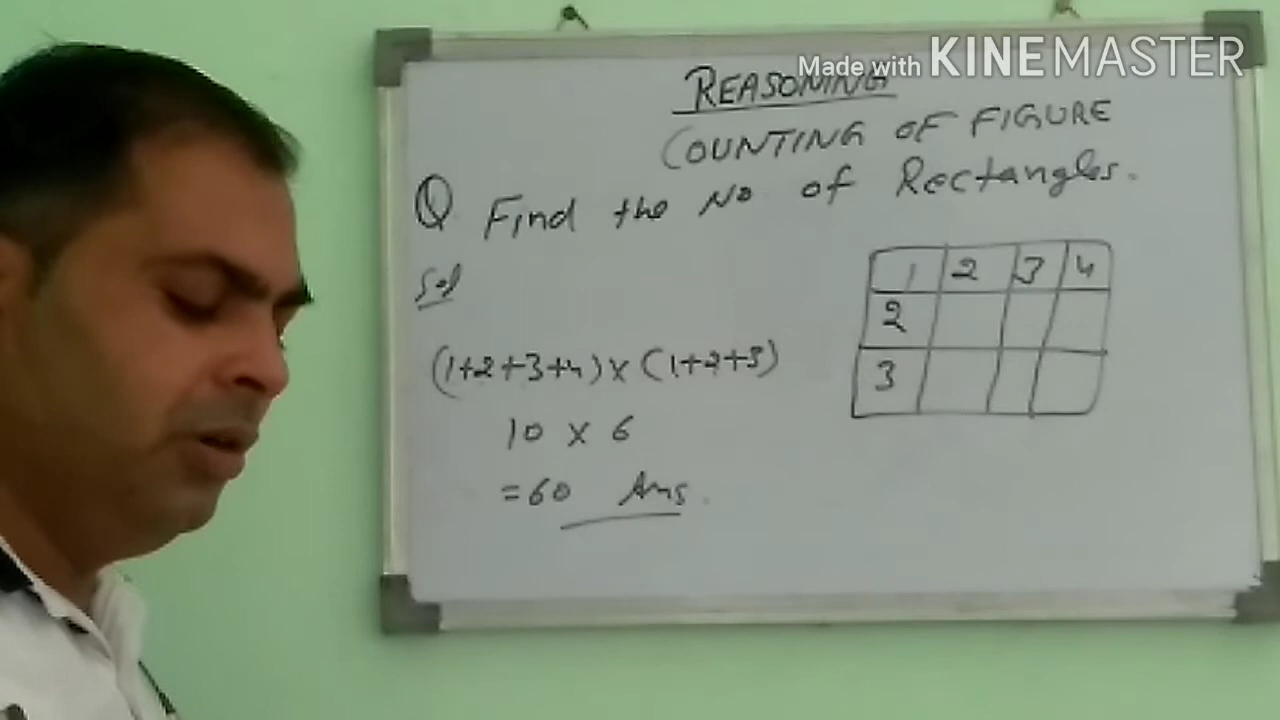 Made with KINEMASTER
REASONING
COUNTING OF FIGURE
Q Find the No of Rectangles.
Sol
1 2 3 4
2
3
(1+2+3+4) x (1+2+3)
10 x 6
= 60 Ans.